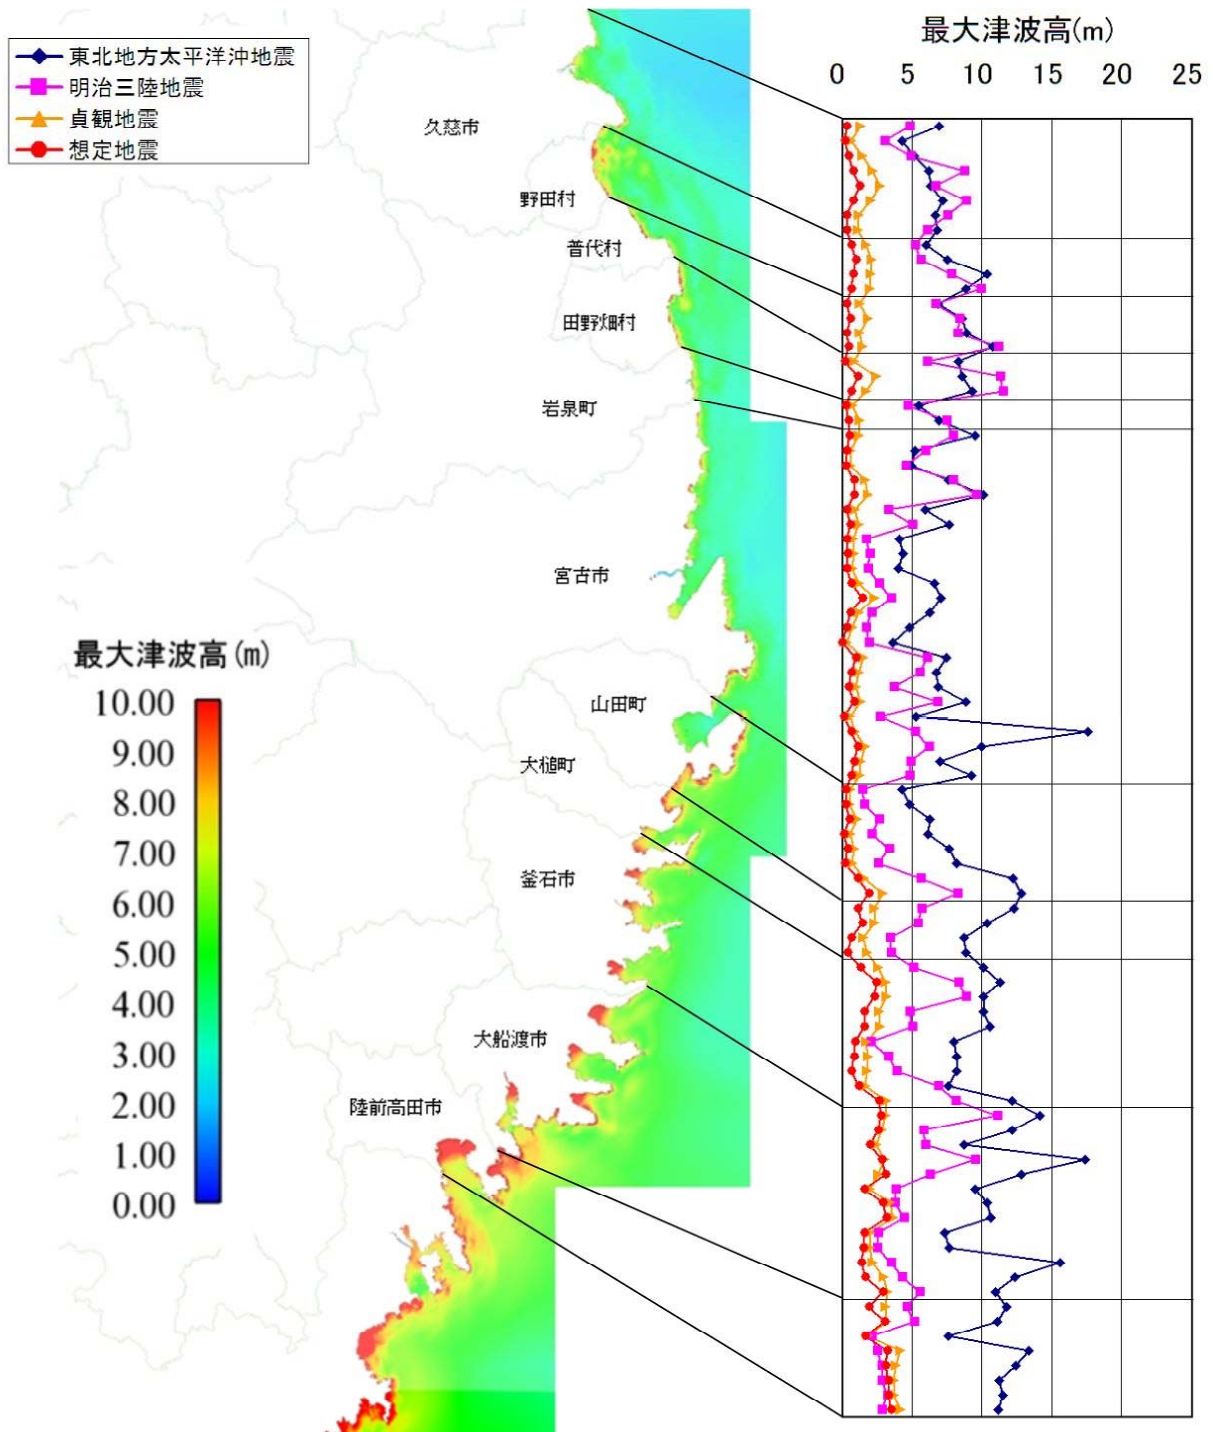 最大津波高(m)
0 5 10 15 20 25
東北地方太平洋沖地震
明治三陸地震
貞観地震
想定地震
久慈市
野田村
普代村
田野畑村
岩泉町
宮古市
山田町
大槌町
釜石市
大船渡市
陸前高田市
最大津波高(m)
10.00
9.00
8.00
7.00
6.00
5.00
4.00
3.00
2.00
1.00
0.00